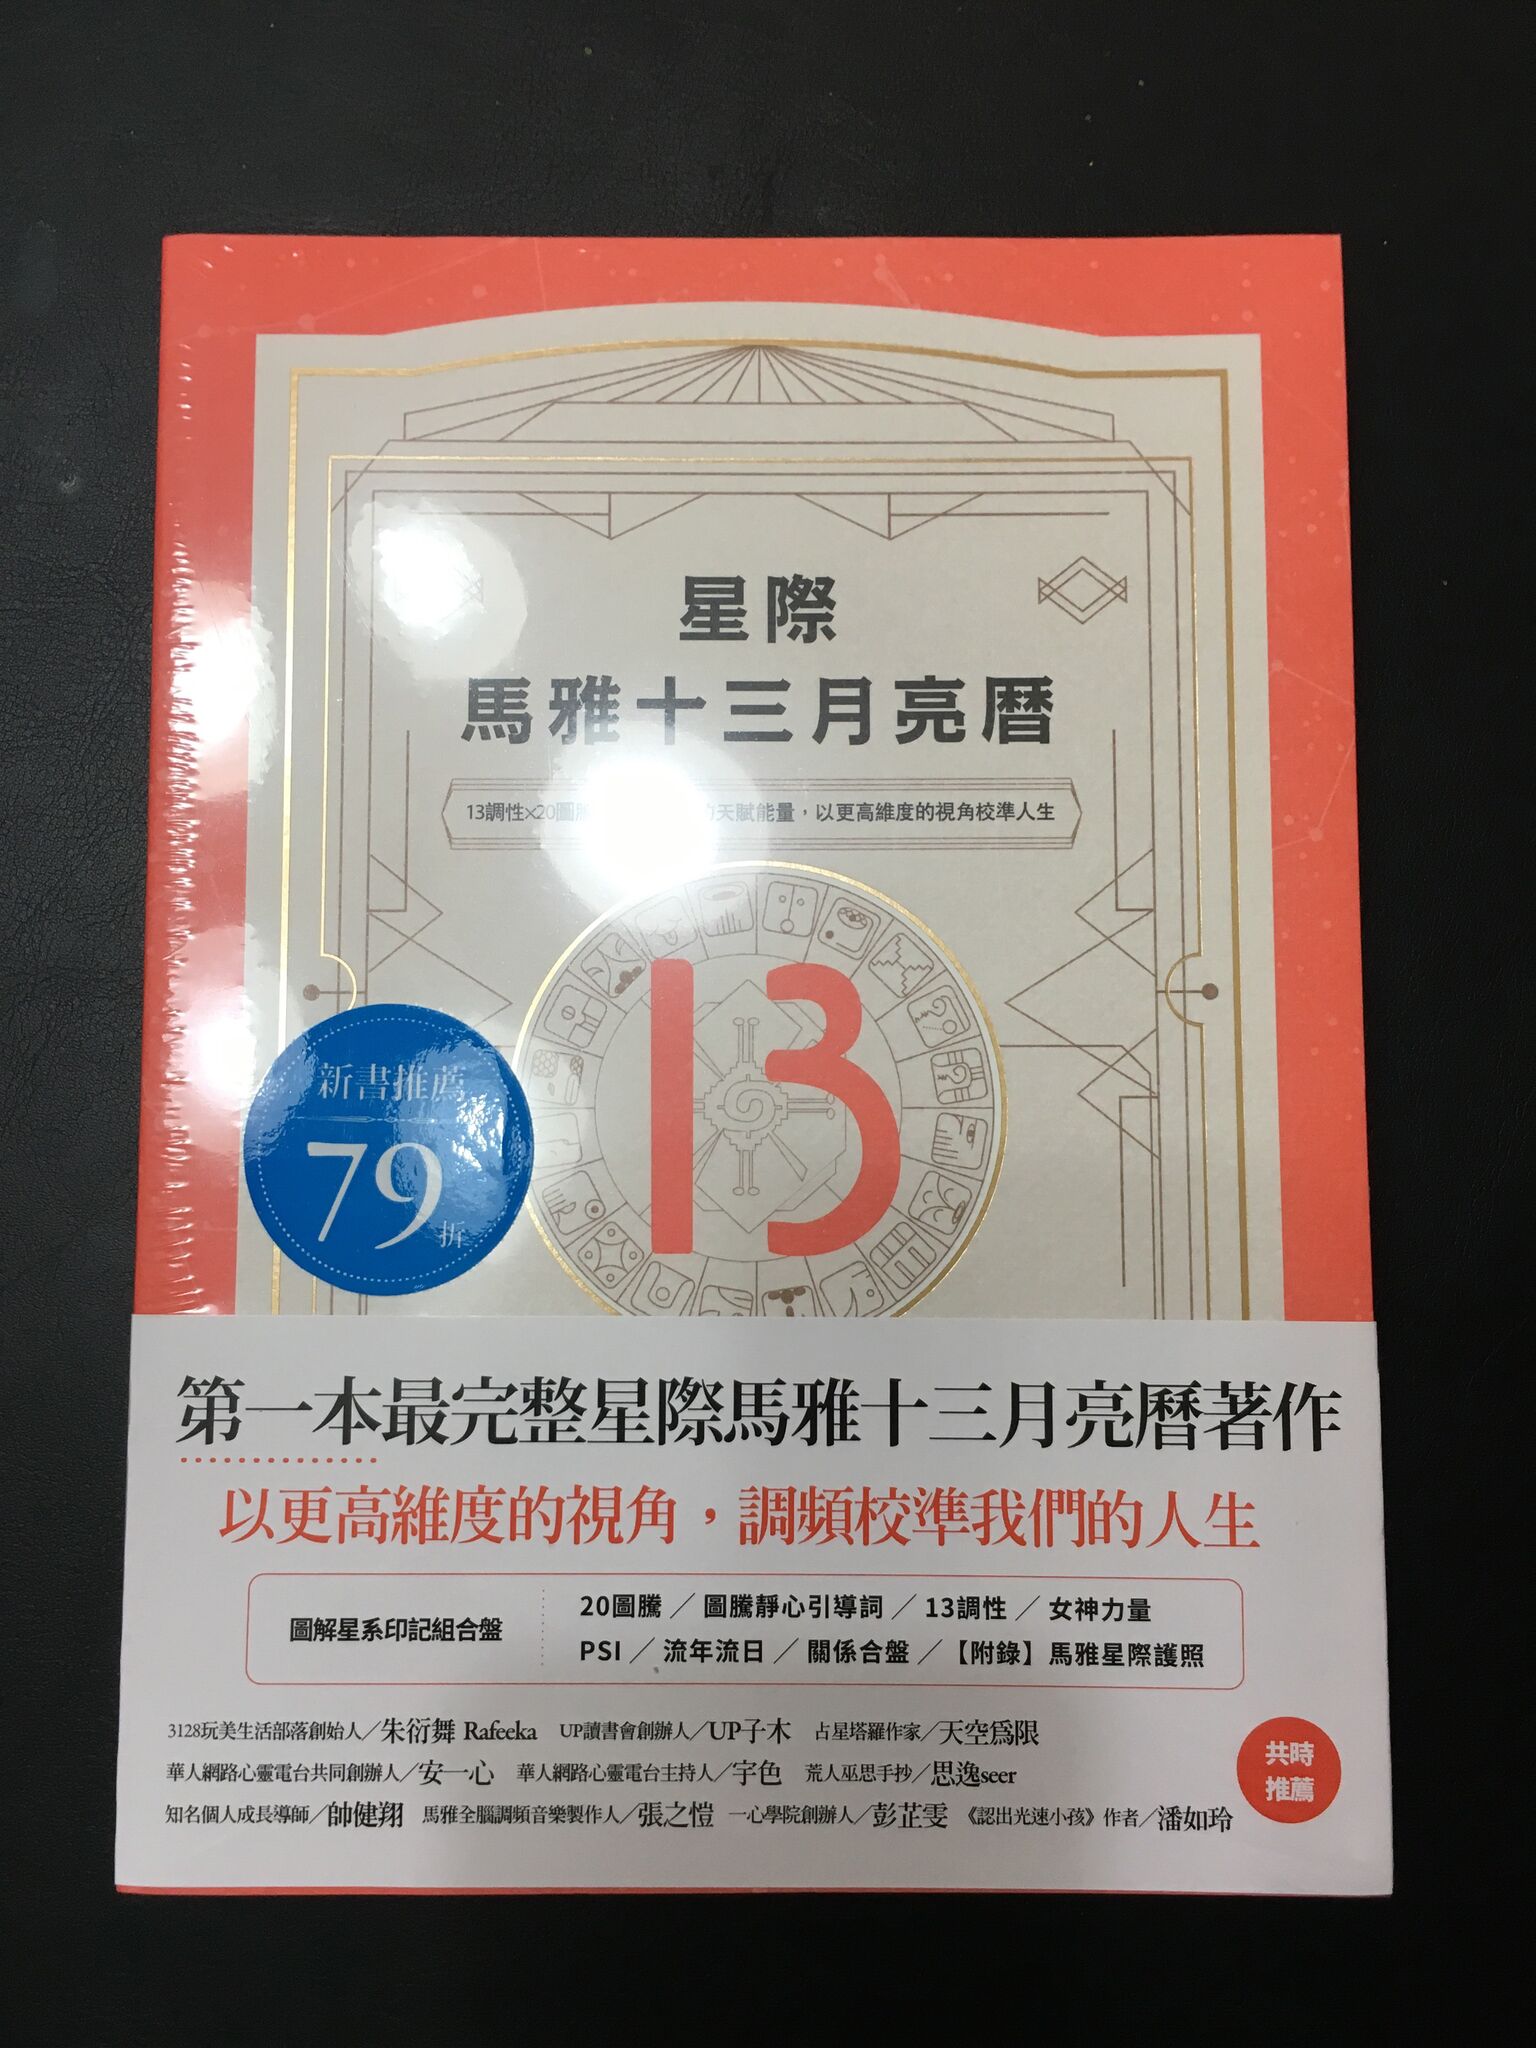 星際
馬雅十三月亮曆
13調性×20圖 天賦能量，以更高維度的視角校準人生
13
新書推薦
79折
第一本最完整星際馬雅十三月亮曆著作
以更高維度的視角，調頻校準我們的人生
圖解星系印記組合盤
20圖騰／圖騰靜心引導詞／13調性／女神力量
PSI／流年流日／關係合盤／【附錄】馬雅星際護照
3128玩美生活部落創始人／朱衍舞 Rafeeka UP讀書會創辦人／UP子木 占星塔羅作家／天空為限
華人網路心靈電台共同創辦人／安一心 華人網路心靈電台主持人／宇色 荒人巫思手抄／思逸seer
知名個人成長導師／帥健翔 馬雅全腦調頻音樂製作人／張之愷 一心學院創辦人／彭芷雯 《認出光速小孩》作者／潘如玲
共時
推薦